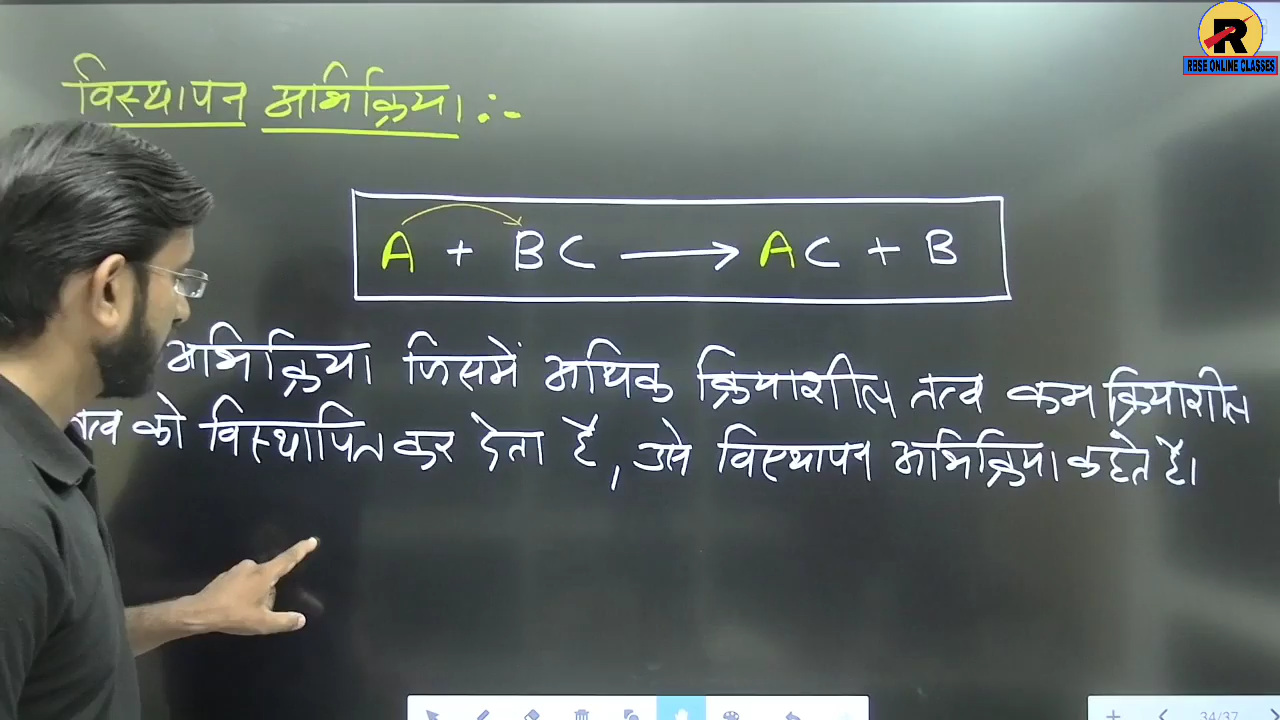 R
RBSE ONLINE CLASSES
विस्थापन अभिक्रिया :-
A + BC ⟶ AC + B
अभिक्रिया जिसमें अधिक क्रियाशील तत्व कम क्रियाशील
तत्व को विस्थापित कर देता है, उसे विस्थापन अभिक्रिया कहते है।
34/37